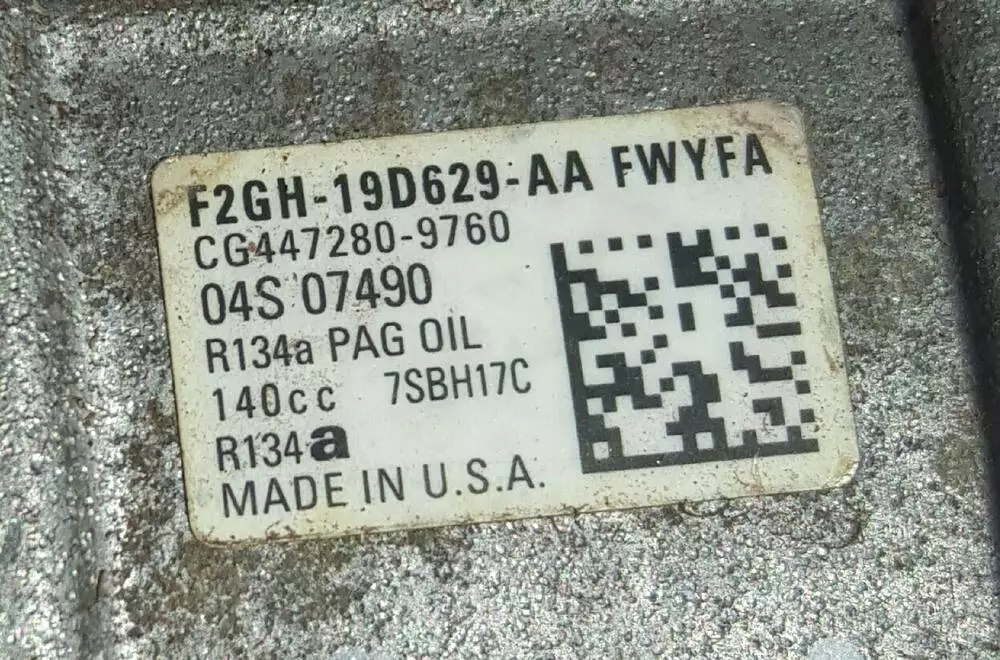 F2GH-19D629-AA FWYFA
CG447280-9760
04S 07490
R134a PAG OIL
140cc 7SBH17C
R134a
MADE IN U.S.A.